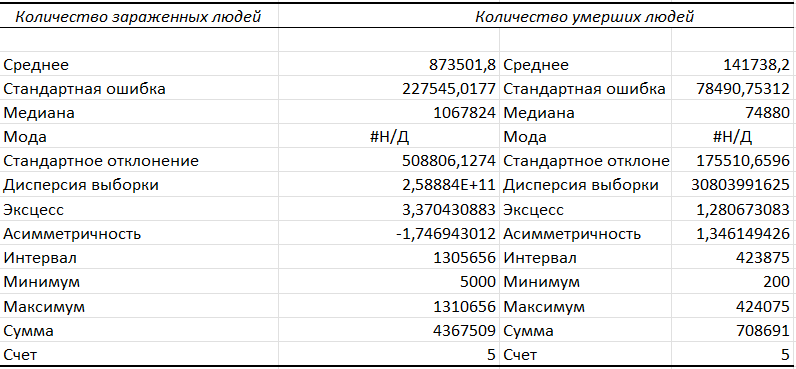 Количество зараженных людей Количество умерших людей
Среднее 873501,8 Среднее 141738,2
Стандартная ошибка 227545,0177 Стандартная ошибка 78490,75312
Медиана 1067824 Медиана 74880
Мода #Н/Д Мода #Н/Д
Стандартное отклонение 508806,1274 Стандартное отклоне 175510,6596
Дисперсия выборки 2,58884E+11 Дисперсия выборки 30803991625
Эксцесс 3,370430883 Эксцесс 1,280673083
Асимметричность -1,746943012 Асимметричность 1,346149426
Интервал 1305656 Интервал 423875
Минимум 5000 Минимум 200
Максимум 1310656 Максимум 424075
Сумма 4367509 Сумма 708691
Счет 5 Счет 5